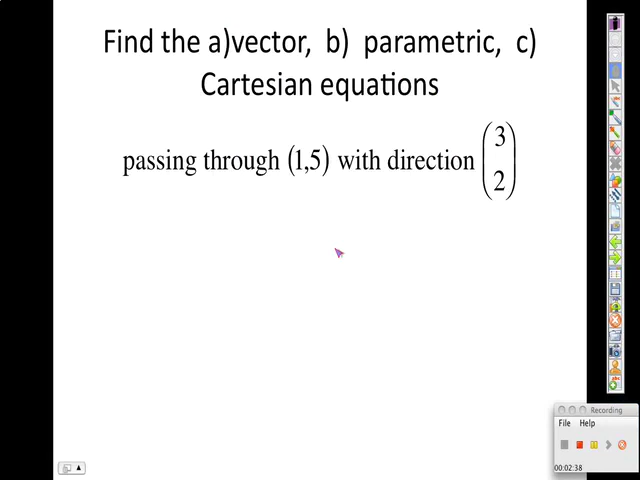 Find the a)vector, b) parametric, c)
Cartesian equations
passing through (1,5) with direction (3
2)
Recording
File Help
00:02:38